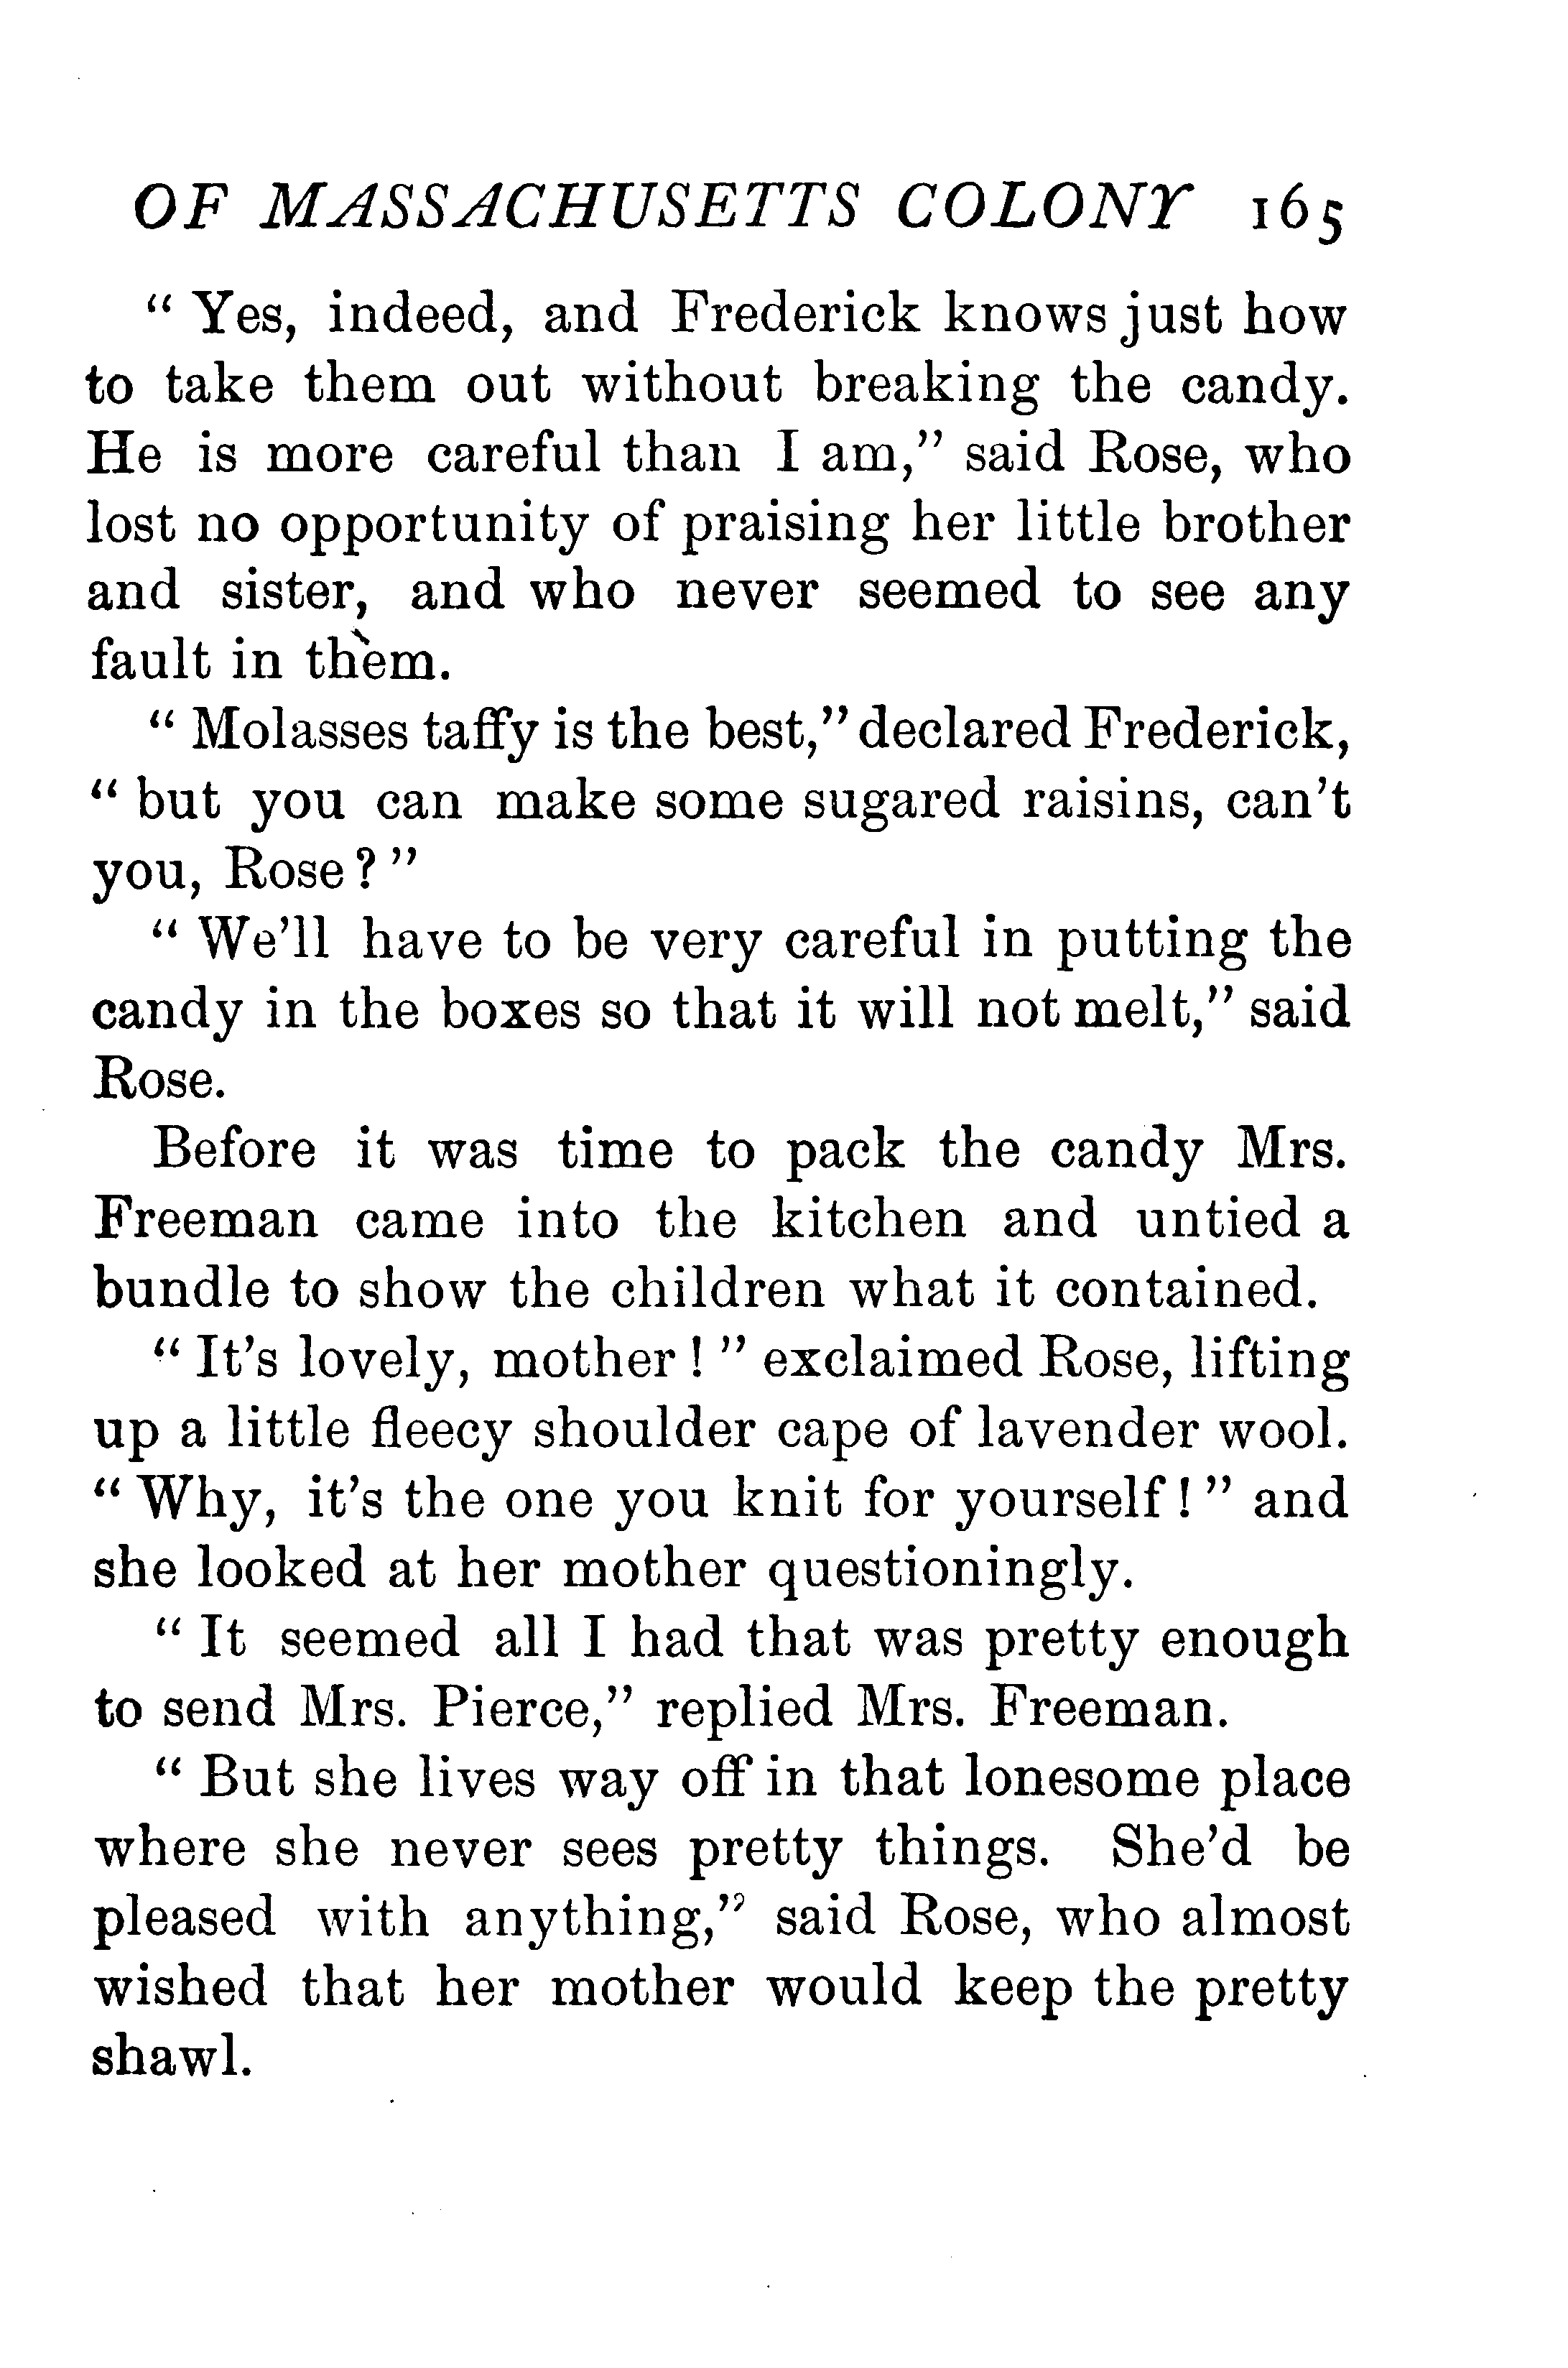 OF MASSACHUSETTS COLONY 165
“ Yes, indeed, and Frederick knows just how
to take them out without breaking the candy.
He is more careful than I am,” said Rose, who
lost no opportunity of praising her little brother
and sister, and who never seemed to see any
fault in them.
“ Molasses taffy is the best,” declared Frederick,
“ but you can make some sugared raisins, can’t
you, Rose ? ”
“ We’ll have to be very careful in putting the
candy in the boxes so that it will not melt,” said
Rose.
Before it was time to pack the candy Mrs.
Freeman came into the kitchen and untied a
bundle to show the children what it contained.
“ It’s lovely, mother ! ” exclaimed Rose, lifting
up a little fleecy shoulder cape of lavender wool.
“ Why, it’s the one you knit for yourself ! ” and
she looked at her mother questioningly.
“ It seemed all I had that was pretty enough
to send Mrs. Pierce,” replied Mrs. Freeman.
“ But she lives way off in that lonesome place
where she never sees pretty things. She’d be
pleased with anything,” said Rose, who almost
wished that her mother would keep the pretty
shawl.